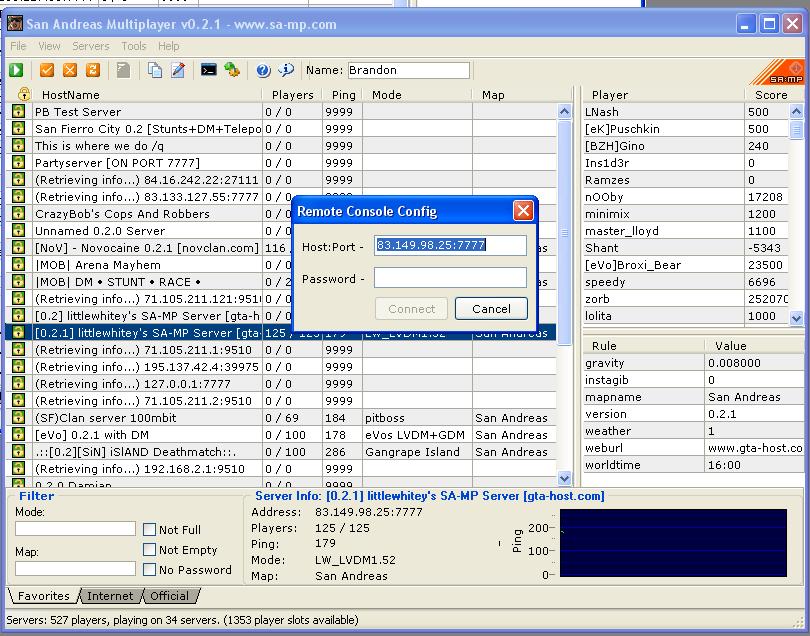 San Andreas Multiplayer v0.2.1 - www.sa-mp.com
File View Servers Tools Help
Name: Brandon
SA:MP
HostName Players Ping Mode Map
PB Test Server 0 / 0 9999
San Fierro City 0.2 [Stunts+DM+Telepo 0 / 0 9999
This is where we do /q 0 / 0 9999
Partyserver [ON PORT 7777] 0 / 0 9999
(Retrieving info...) 84.16.242.22:27111 0 / 0 9999
(Retrieving info...) 83.133.127.55:7777 0 / 0 9999
CrazyBob's Cops And Robbers
Unnamed 0.2.0 Server
[NoV] - Novocaine 0.2.1 [novclan.com] 116
|MOB| Arena Mayhem
|MOB| DM • STUNT • RACE •
(Retrieving info...) 71.105.211.121:951
[0.2] littlewhitey's SA-MP Server [gta-h
[0.2.1] littlewhitey's SA-MP Server [gta- 125 / 125 179 LW_LVDM1.52 San Andreas
(Retrieving info...) 71.105.211.1:9510 0 / 0 9999
(Retrieving info...) 195.137.42.4:39975 0 / 0 9999
(Retrieving info...) 127.0.0.1:7777 0 / 0 9999
(Retrieving info...) 71.105.211.2:9510 0 / 0 9999
(SF)Clan server 100mbit 0 / 69 184 pitboss San Andreas
[eVo] 0.2.1 with DM 0 / 100 178 eVos LVDM+GDM San Andreas
.::[0.2][SiN] iSlAND Deathmatch::. 0 / 100 286 Gangrape Island San Andreas
(Retrieving info...) 192.168.2.1:9510 0 / 0 9999
0.2.0 Damian
Remote Console Config
Host:Port - 83.149.98.25:7777
Password -
Connect Cancel
Player Score
LNash 500
[eK]Puschkin 500
[BZH]Gino 240
Ins1d3r 0
Ramzes 0
nOOby 17208
minimix 1200
master_lloyd 1100
Shant -5343
[eVo]Broxi_Bear 23500
speedy 6696
zorb 252070
lolita 1000
Rule Value
gravity 0.008000
instagib 0
mapname San Andreas
version 0.2.1
weather 1
weburl www.gta-host.co
worldtime 16:00
Filter
Mode:
Map:
Not Full
Not Empty
No Password
Server Info: [0.2.1] littlewhitey's SA-MP Server [gta-host.com]
Address: 83.149.98.25:7777
Players: 125 / 125
Ping: 179
Mode: LW_LVDM1.52
Map: San Andreas
Ping
200
100
0
Favorites Internet Official
Servers: 527 players, playing on 34 servers. (1353 player slots available)